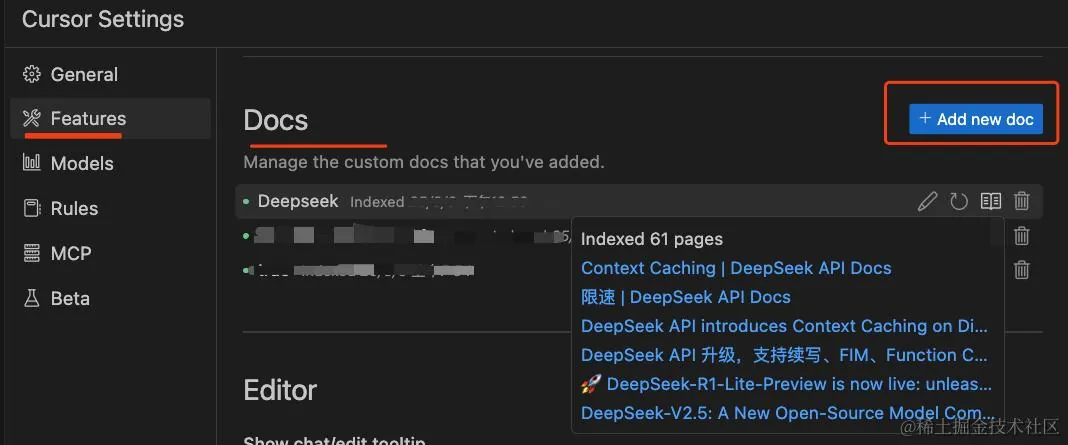 Cursor Settings
General
Features
Models
Rules
MCP
Beta
Docs
+ Add new doc
Manage the custom docs that you've added.
Deepseek Indexed
Indexed 61 pages
Context Caching | DeepSeek API Docs
限速 | DeepSeek API Docs
DeepSeek API introduces Context Caching on Di...
DeepSeek API 升级，支持续写、FIM、Function C...
🚀 DeepSeek-R1-Lite-Preview is now live: unleas...
DeepSeek-V2.5: A New Open-Source Model Com...
Editor
Show chat/edit tooltip
@稀土掘金技术社区